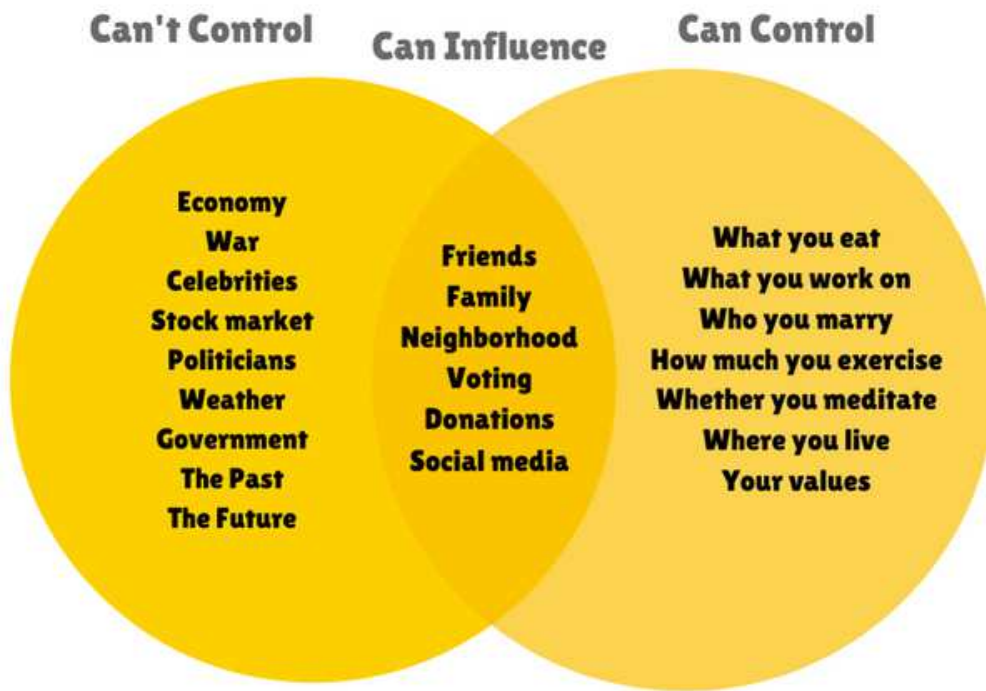 Can't Control
Can Influence
Can Control
Economy
War
Celebrities
Stock market
Politicians
Weather
Government
The Past
The Future
Friends
Family
Neighborhood
Voting
Donations
Social media
What you eat
What you work on
Who you marry
How much you exercise
Whether you meditate
Where you live
Your values